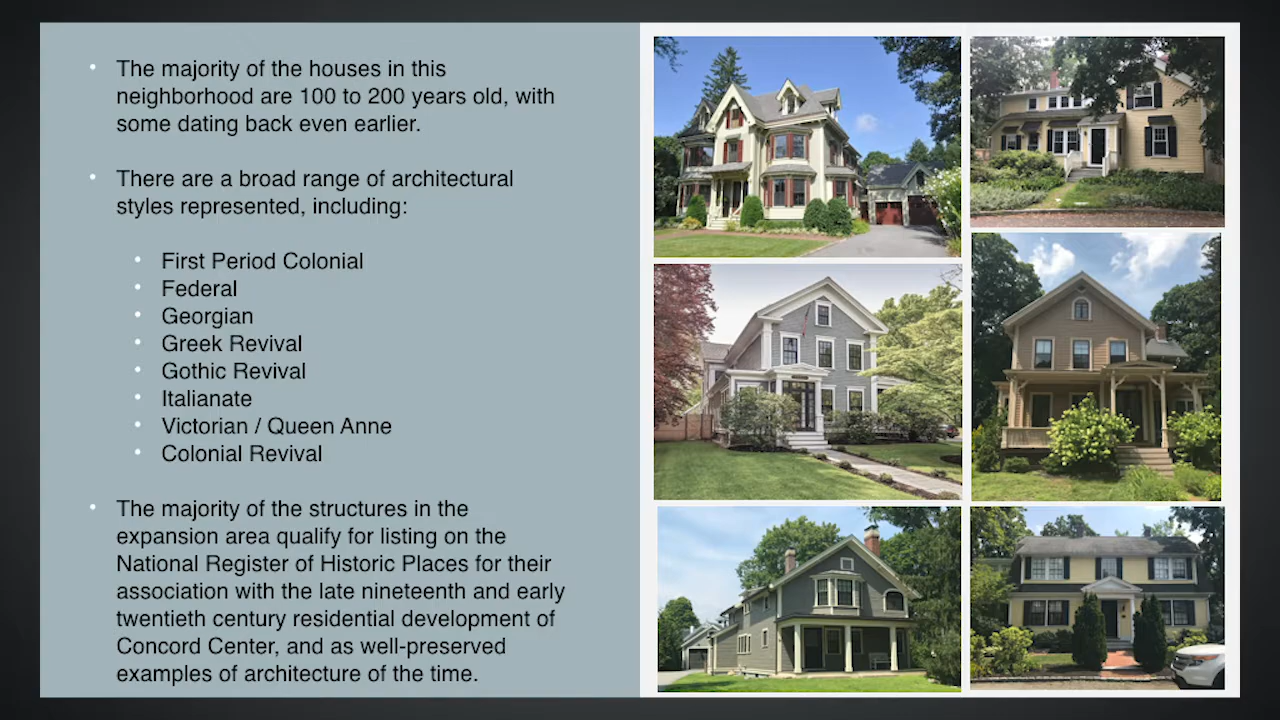 The majority of the houses in this
neighborhood are 100 to 200 years old, with
some dating back even earlier.
There are a broad range of architectural
styles represented, including:
First Period Colonial
Federal
Georgian
Greek Revival
Gothic Revival
Italianate
Victorian / Queen Anne
Colonial Revival
The majority of the structures in the
expansion area qualify for listing on the
National Register of Historic Places for their
association with the late nineteenth and early
twentieth century residential development of
Concord Center, and as well-preserved
examples of architecture of the time.